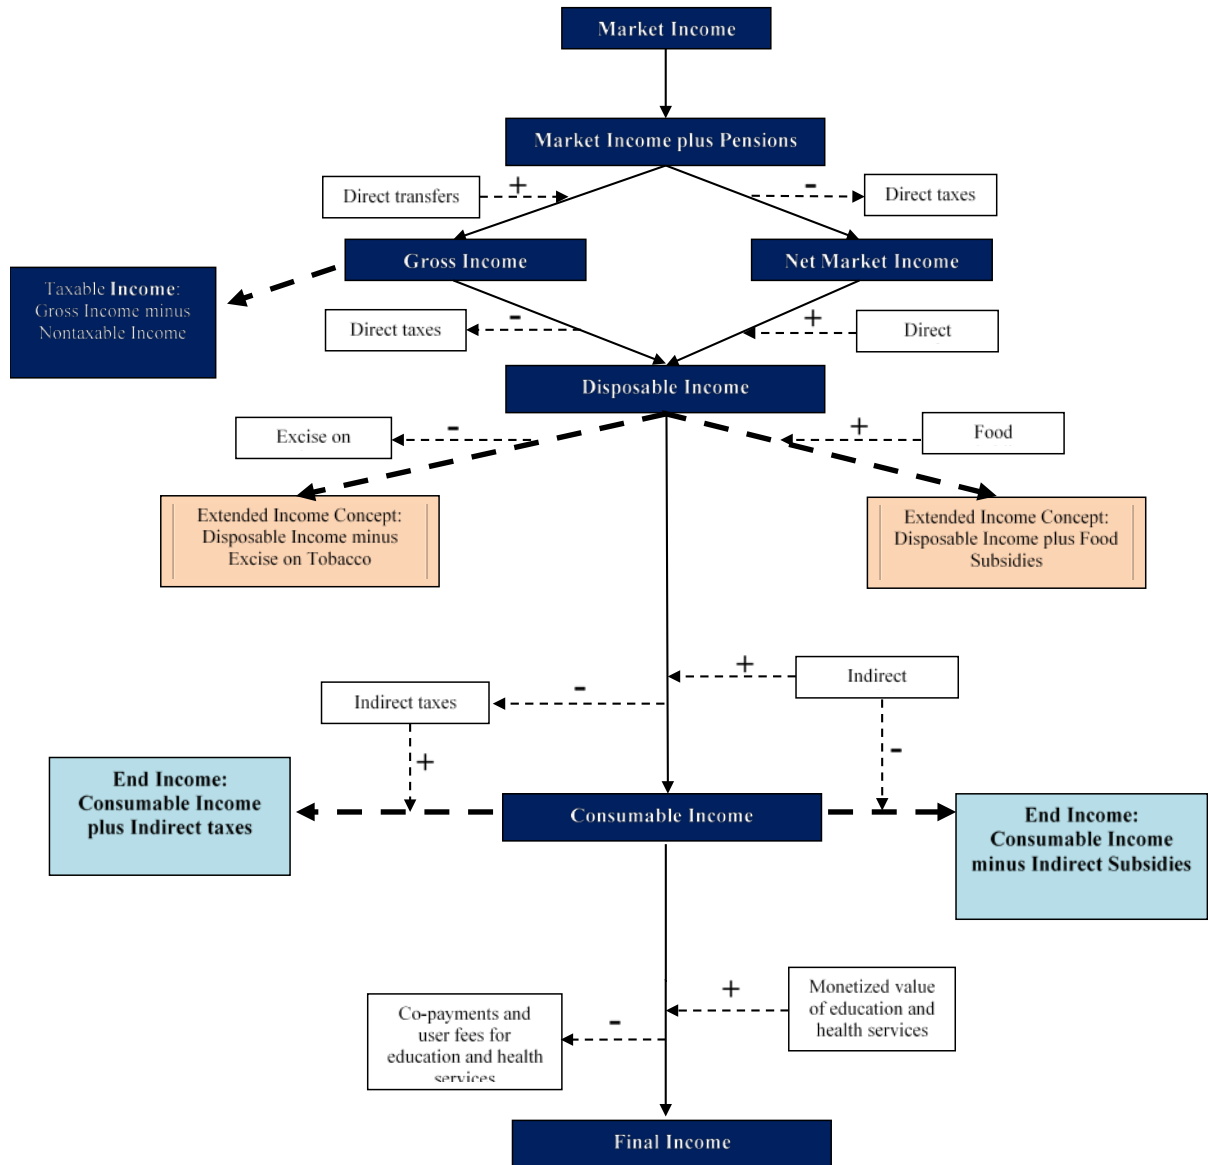 Market Income
Market Income plus Pensions
Direct transfers
+
-
Direct taxes
Gross Income
Net Market Income
Taxable Income:
Gross Income minus
Nontaxable Income
Direct taxes
-
+
Direct
Disposable Income
Excise on
-
+
Food
Extended Income Concept:
Disposable Income minus
Excise on Tobacco
Extended Income Concept:
Disposable Income plus Food
Subsidies
+
Indirect
Indirect taxes
-
+
-
End Income:
Consumable Income
plus Indirect taxes
Consumable Income
End Income:
Consumable Income
minus Indirect Subsidies
Monetized value
of education and
health services
+
Co-payments and
user fees for
education and health
services
-
Final Income